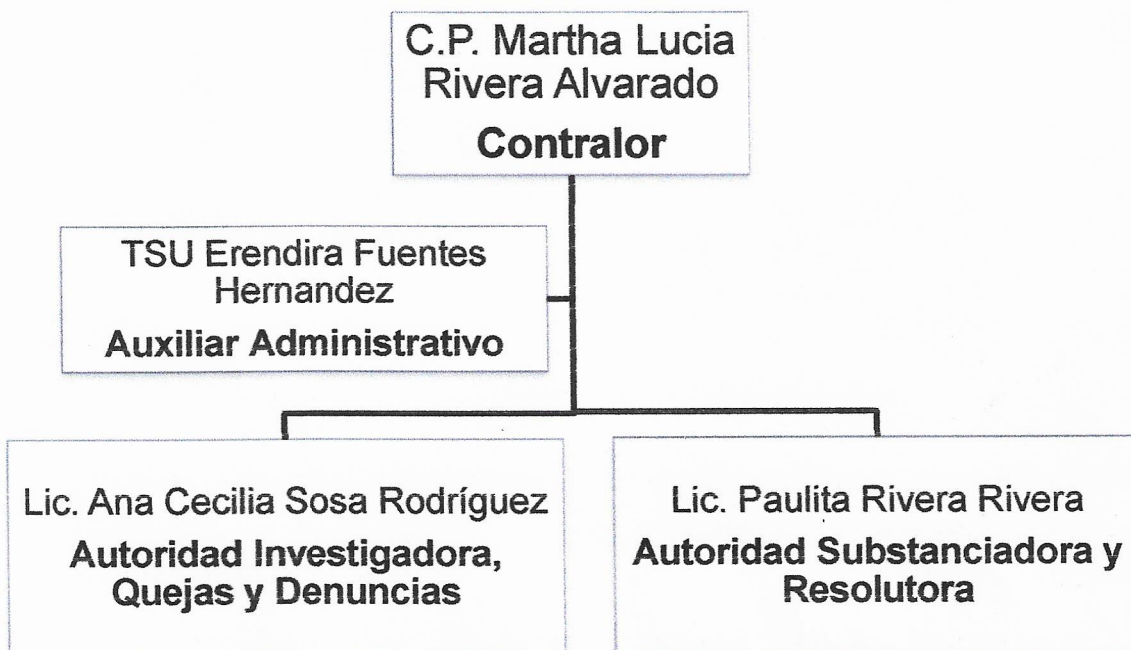 C.P. Martha Lucia
Rivera Alvarado
Contralor
TSU Erendira Fuentes
Hernandez
Auxiliar Administrativo
Lic. Ana Cecilia Sosa Rodríguez
Autoridad Investigadora,
Quejas y Denuncias
Lic. Paulita Rivera Rivera
Autoridad Substanciadora y
Resolutora